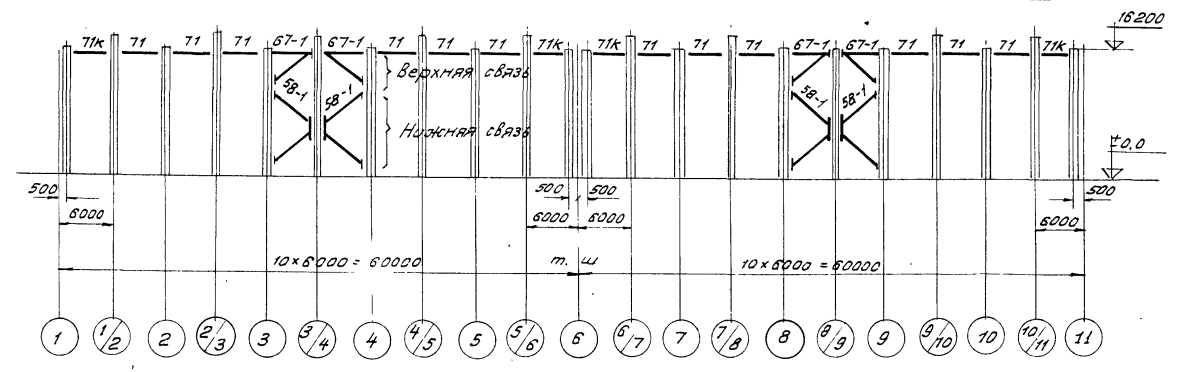 16.200
71к 71 71 71 67-1 67-1 71 71 71 71к 71к 71 71 71 67-1 67-1 71 71 71 71к
Верхняя связь
58-1 58-1 58-1 58-1
Нижняя связь
±0,0
500 500 500 500
6000 6000 6000 6000
10×6000=60000 т. ш 10×6000=60000
1 1/2 2 2/3 3 3/4 4 4/5 5 5/6 6 6/7 7 7/8 8 8/9 9 9/10 10 10/11 11